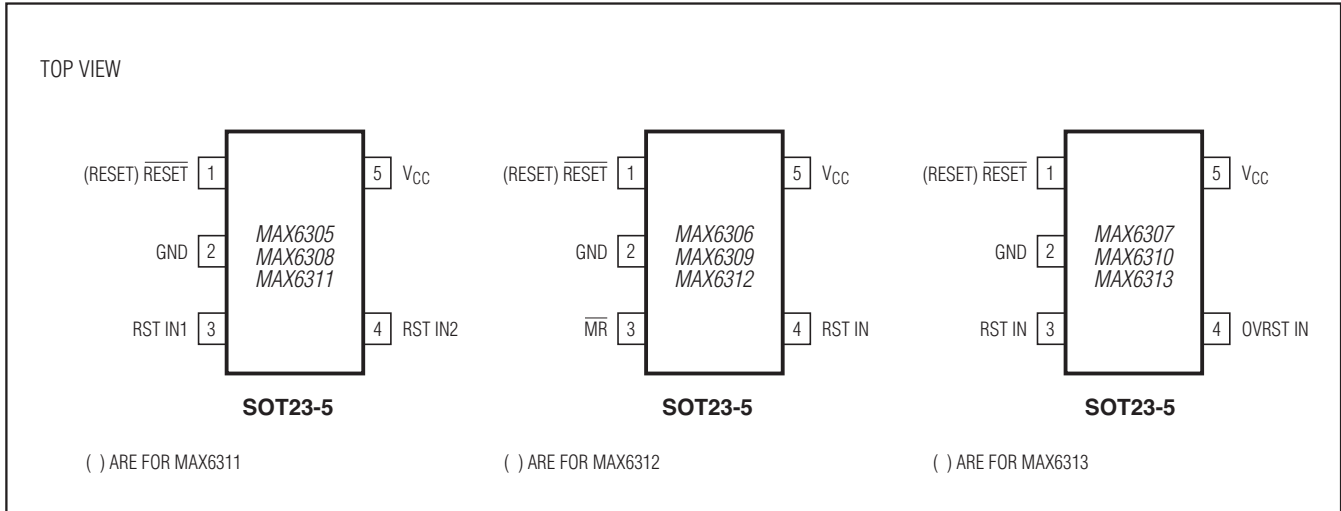 TOP VIEW
(RESET) RESET 1
5 VCC
GND 2
RST IN1 3
4 RST IN2
MAX6305
MAX6308
MAX6311
SOT23-5
( ) ARE FOR MAX6311
(RESET) RESET 1
5 VCC
GND 2
MR 3
4 RST IN
MAX6306
MAX6309
MAX6312
SOT23-5
( ) ARE FOR MAX6312
(RESET) RESET 1
5 VCC
GND 2
RST IN 3
4 OVRST IN
MAX6307
MAX6310
MAX6313
SOT23-5
( ) ARE FOR MAX6313